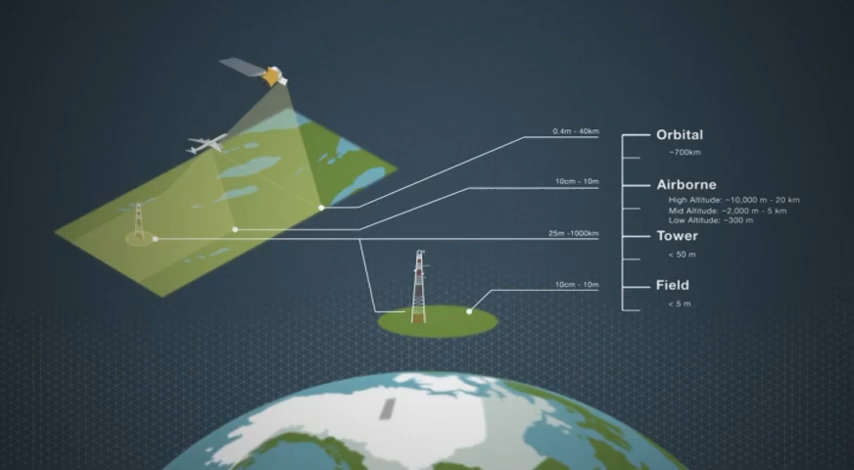 0.4m - 40km
Orbital
~700km
10cm - 10m
Airborne
High Altitude: ~10,000 m - 20 km
Mid Altitude: ~2,000 m - 5 km
Low Altitude: ~300 m
25m -1000km
Tower
< 50 m
10cm - 10m
Field
< 5 m